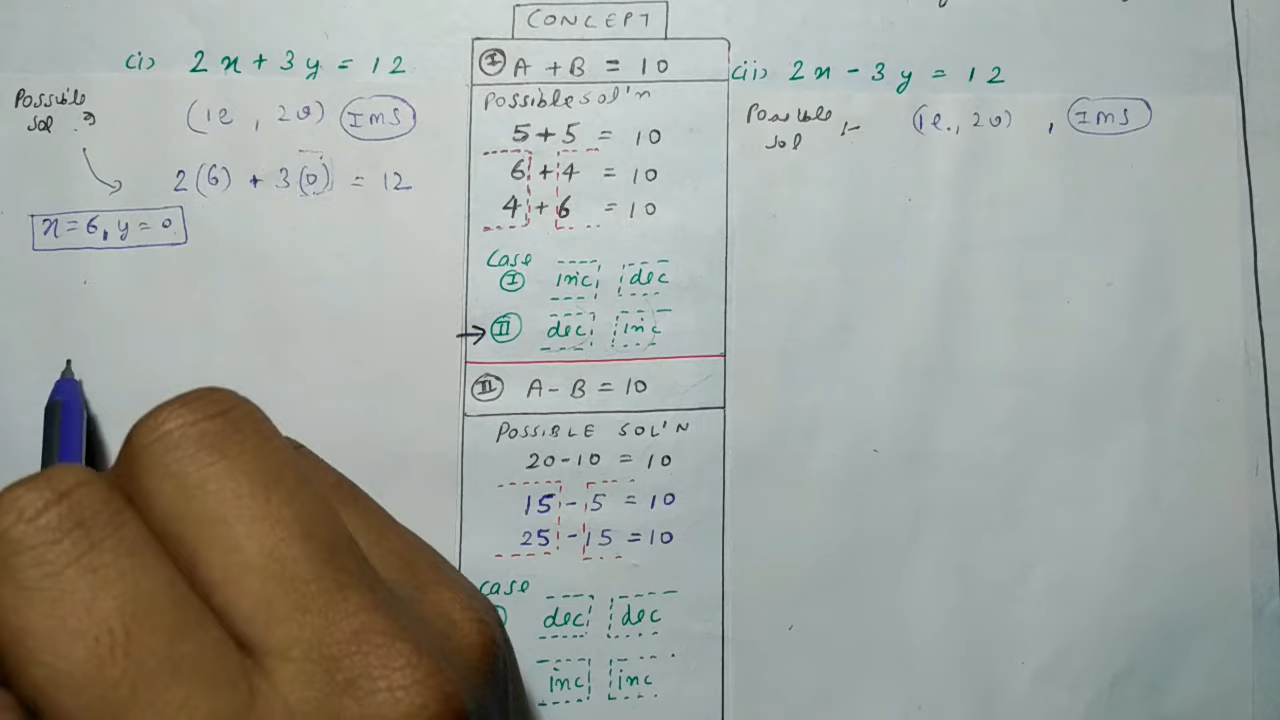 (i) 2x + 3y = 12
Possible
sol :→
(ie , 20) IMS
2(6) + 3(0) = 12
x=6, y=0
CONCEPT
I A + B = 10
Possible sol'n
5+5 = 10
6+4 = 10
4+6 = 10
Case
I inc dec
→ II dec inc
II A-B = 10
POSSIBLE SOL'N
20-10 = 10
15-5 = 10
25-15 = 10
case
dec dec
inc inc
(ii) 2x - 3y = 12
Possible
sol :-
(ie., 20) , IMS